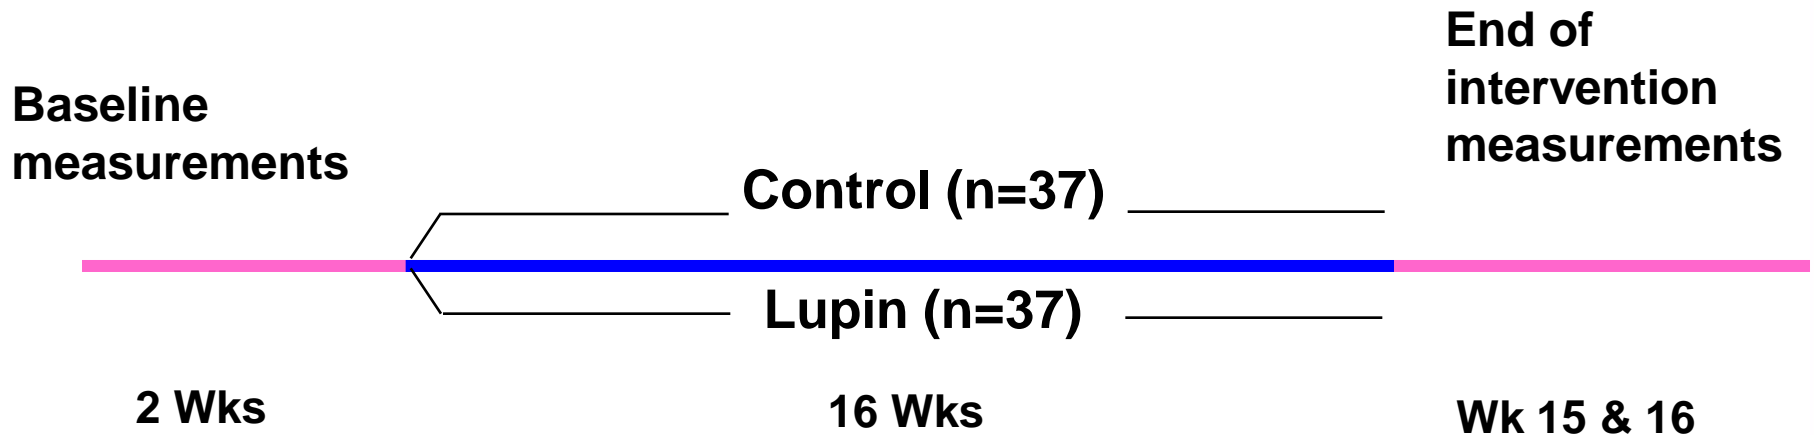 Baseline
measurements
Control (n=37)
Lupin (n=37)
End of
intervention
measurements
2 Wks
16 Wks
Wk 15 & 16